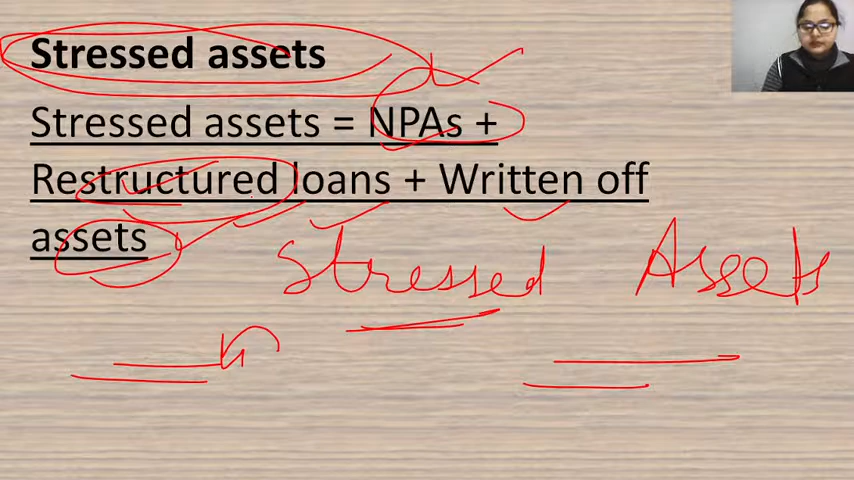 Stressed assets
Stressed assets = NPAs +
Restructured loans + Written off
assets
Stressed Assets